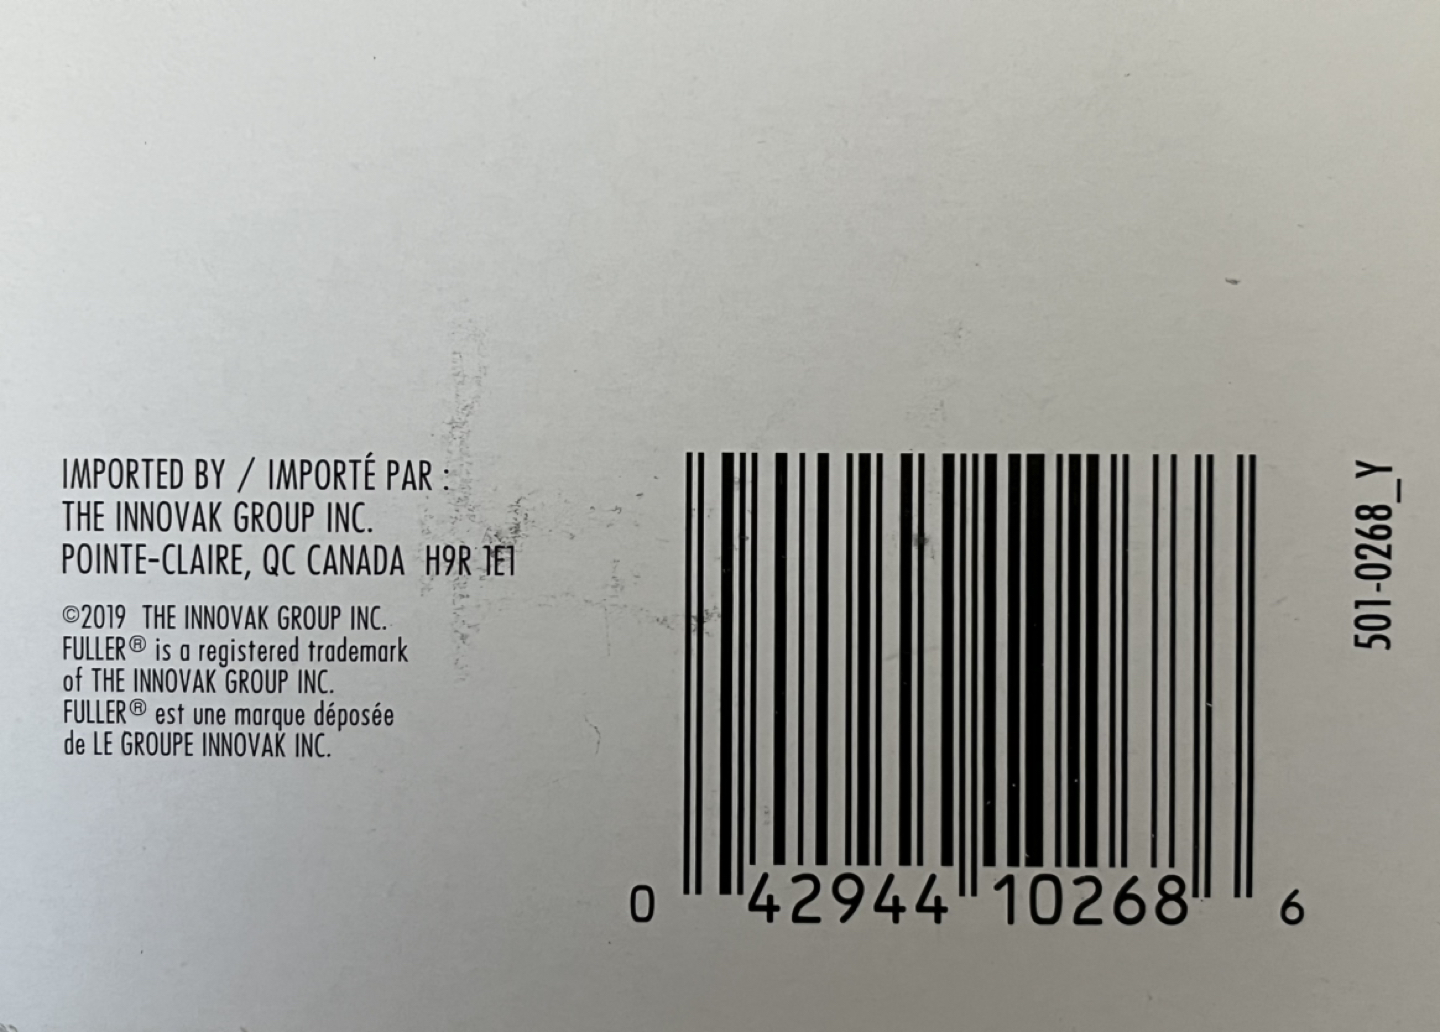 IMPORTED BY / IMPORTÉ PAR :
THE INNOVAK GROUP INC.
POINTE-CLAIRE, QC CANADA H9R 1E1
©2019 THE INNOVAK GROUP INC.
FULLER® is a registered trademark
of THE INNOVAK GROUP INC.
FULLER® est une marque déposée
de LE GROUPE INNOVAK INC.
0 42944 10268 6
501-0268_Y